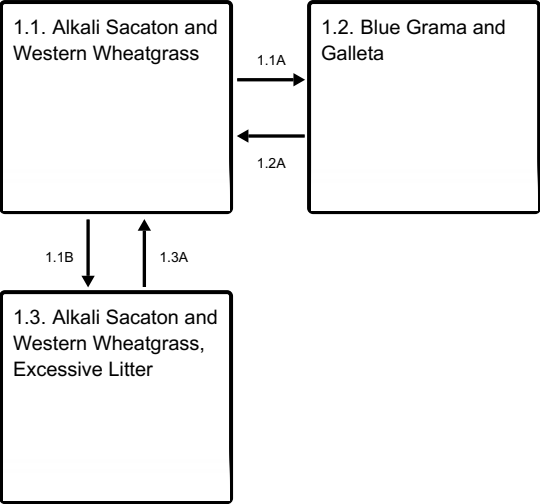 1.1. Alkali Sacaton and
Western Wheatgrass
1.2. Blue Grama and
Galleta
1.1A
1.2A
1.1B
1.3A
1.3. Alkali Sacaton and
Western Wheatgrass,
Excessive Litter